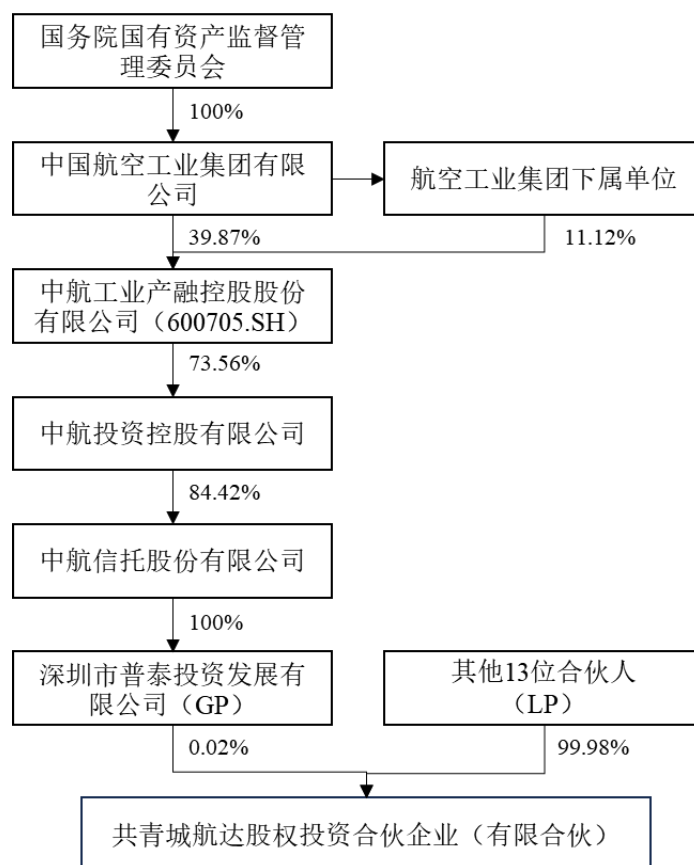 国务院国有资产监督管
理委员会
100%
中国航空工业集团有限
公司
航空工业集团下属单位
39.87%
11.12%
中航工业产融控股股份
有限公司（600705.SH）
73.56%
中航投资控股有限公司
84.42%
中航信托股份有限公司
100%
深圳市普泰投资发展有
限公司（GP）
其他13位合伙人
（LP）
0.02%
99.98%
共青城航达股权投资合伙企业（有限合伙）